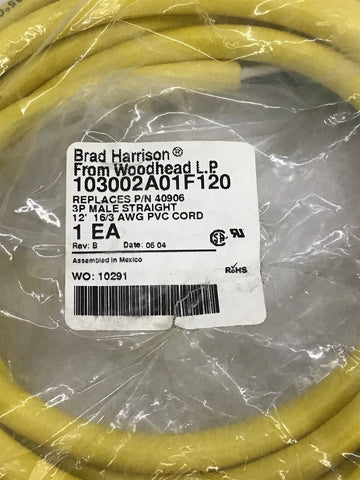 Brad Harrison®
From Woodhead L.P.
103002A01F120
REPLACES P/N 40906
3P MALE STRAIGHT
12' 16/3 AWG PVC CORD
1 EA
Rev: B Date: 06 04
Assembled in Mexico
WO: 10291
RoHS